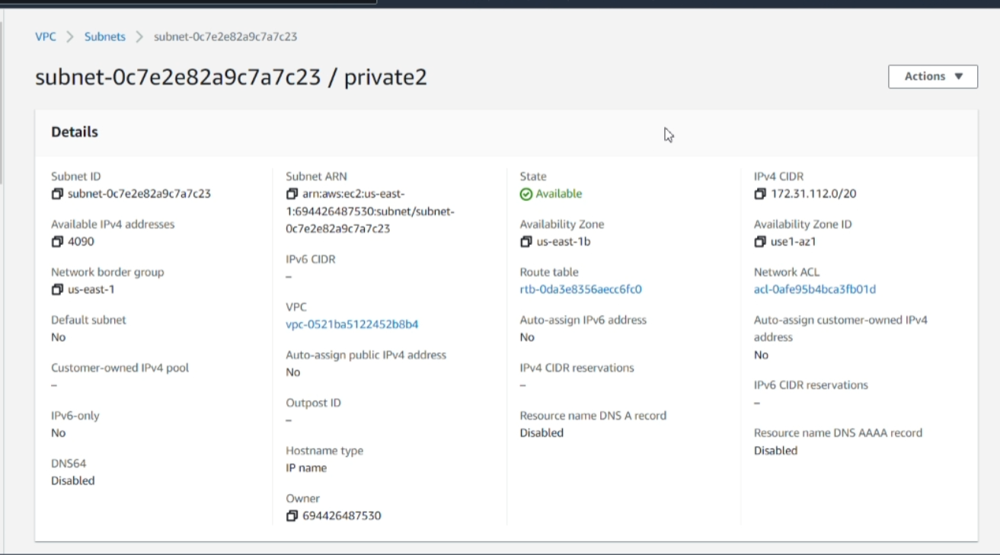 VPC > Subnets > subnet-0c7e2e82a9c7a7c23
subnet-0c7e2e82a9c7a7c23 / private2
Actions
Details
Subnet ID
subnet-0c7e2e82a9c7a7c23
Available IPv4 addresses
4090
Network border group
us-east-1
Default subnet
No
Customer-owned IPv4 pool
–
IPv6-only
No
DNS64
Disabled
Subnet ARN
arn:aws:ec2:us-east-
1:694426487530:subnet/subnet-
0c7e2e82a9c7a7c23
IPv6 CIDR
–
VPC
vpc-0521ba5122452b8b4
Auto-assign public IPv4 address
No
Outpost ID
–
Hostname type
IP name
Owner
694426487530
State
Available
Availability Zone
us-east-1b
Route table
rtb-0da3e8356aecc6fc0
Auto-assign IPv6 address
No
IPv4 CIDR reservations
–
Resource name DNS A record
Disabled
IPv4 CIDR
172.31.112.0/20
Availability Zone ID
use1-az1
Network ACL
acl-0afe95b4bca3fb01d
Auto-assign customer-owned IPv4
address
No
IPv6 CIDR reservations
–
Resource name DNS AAAA record
Disabled